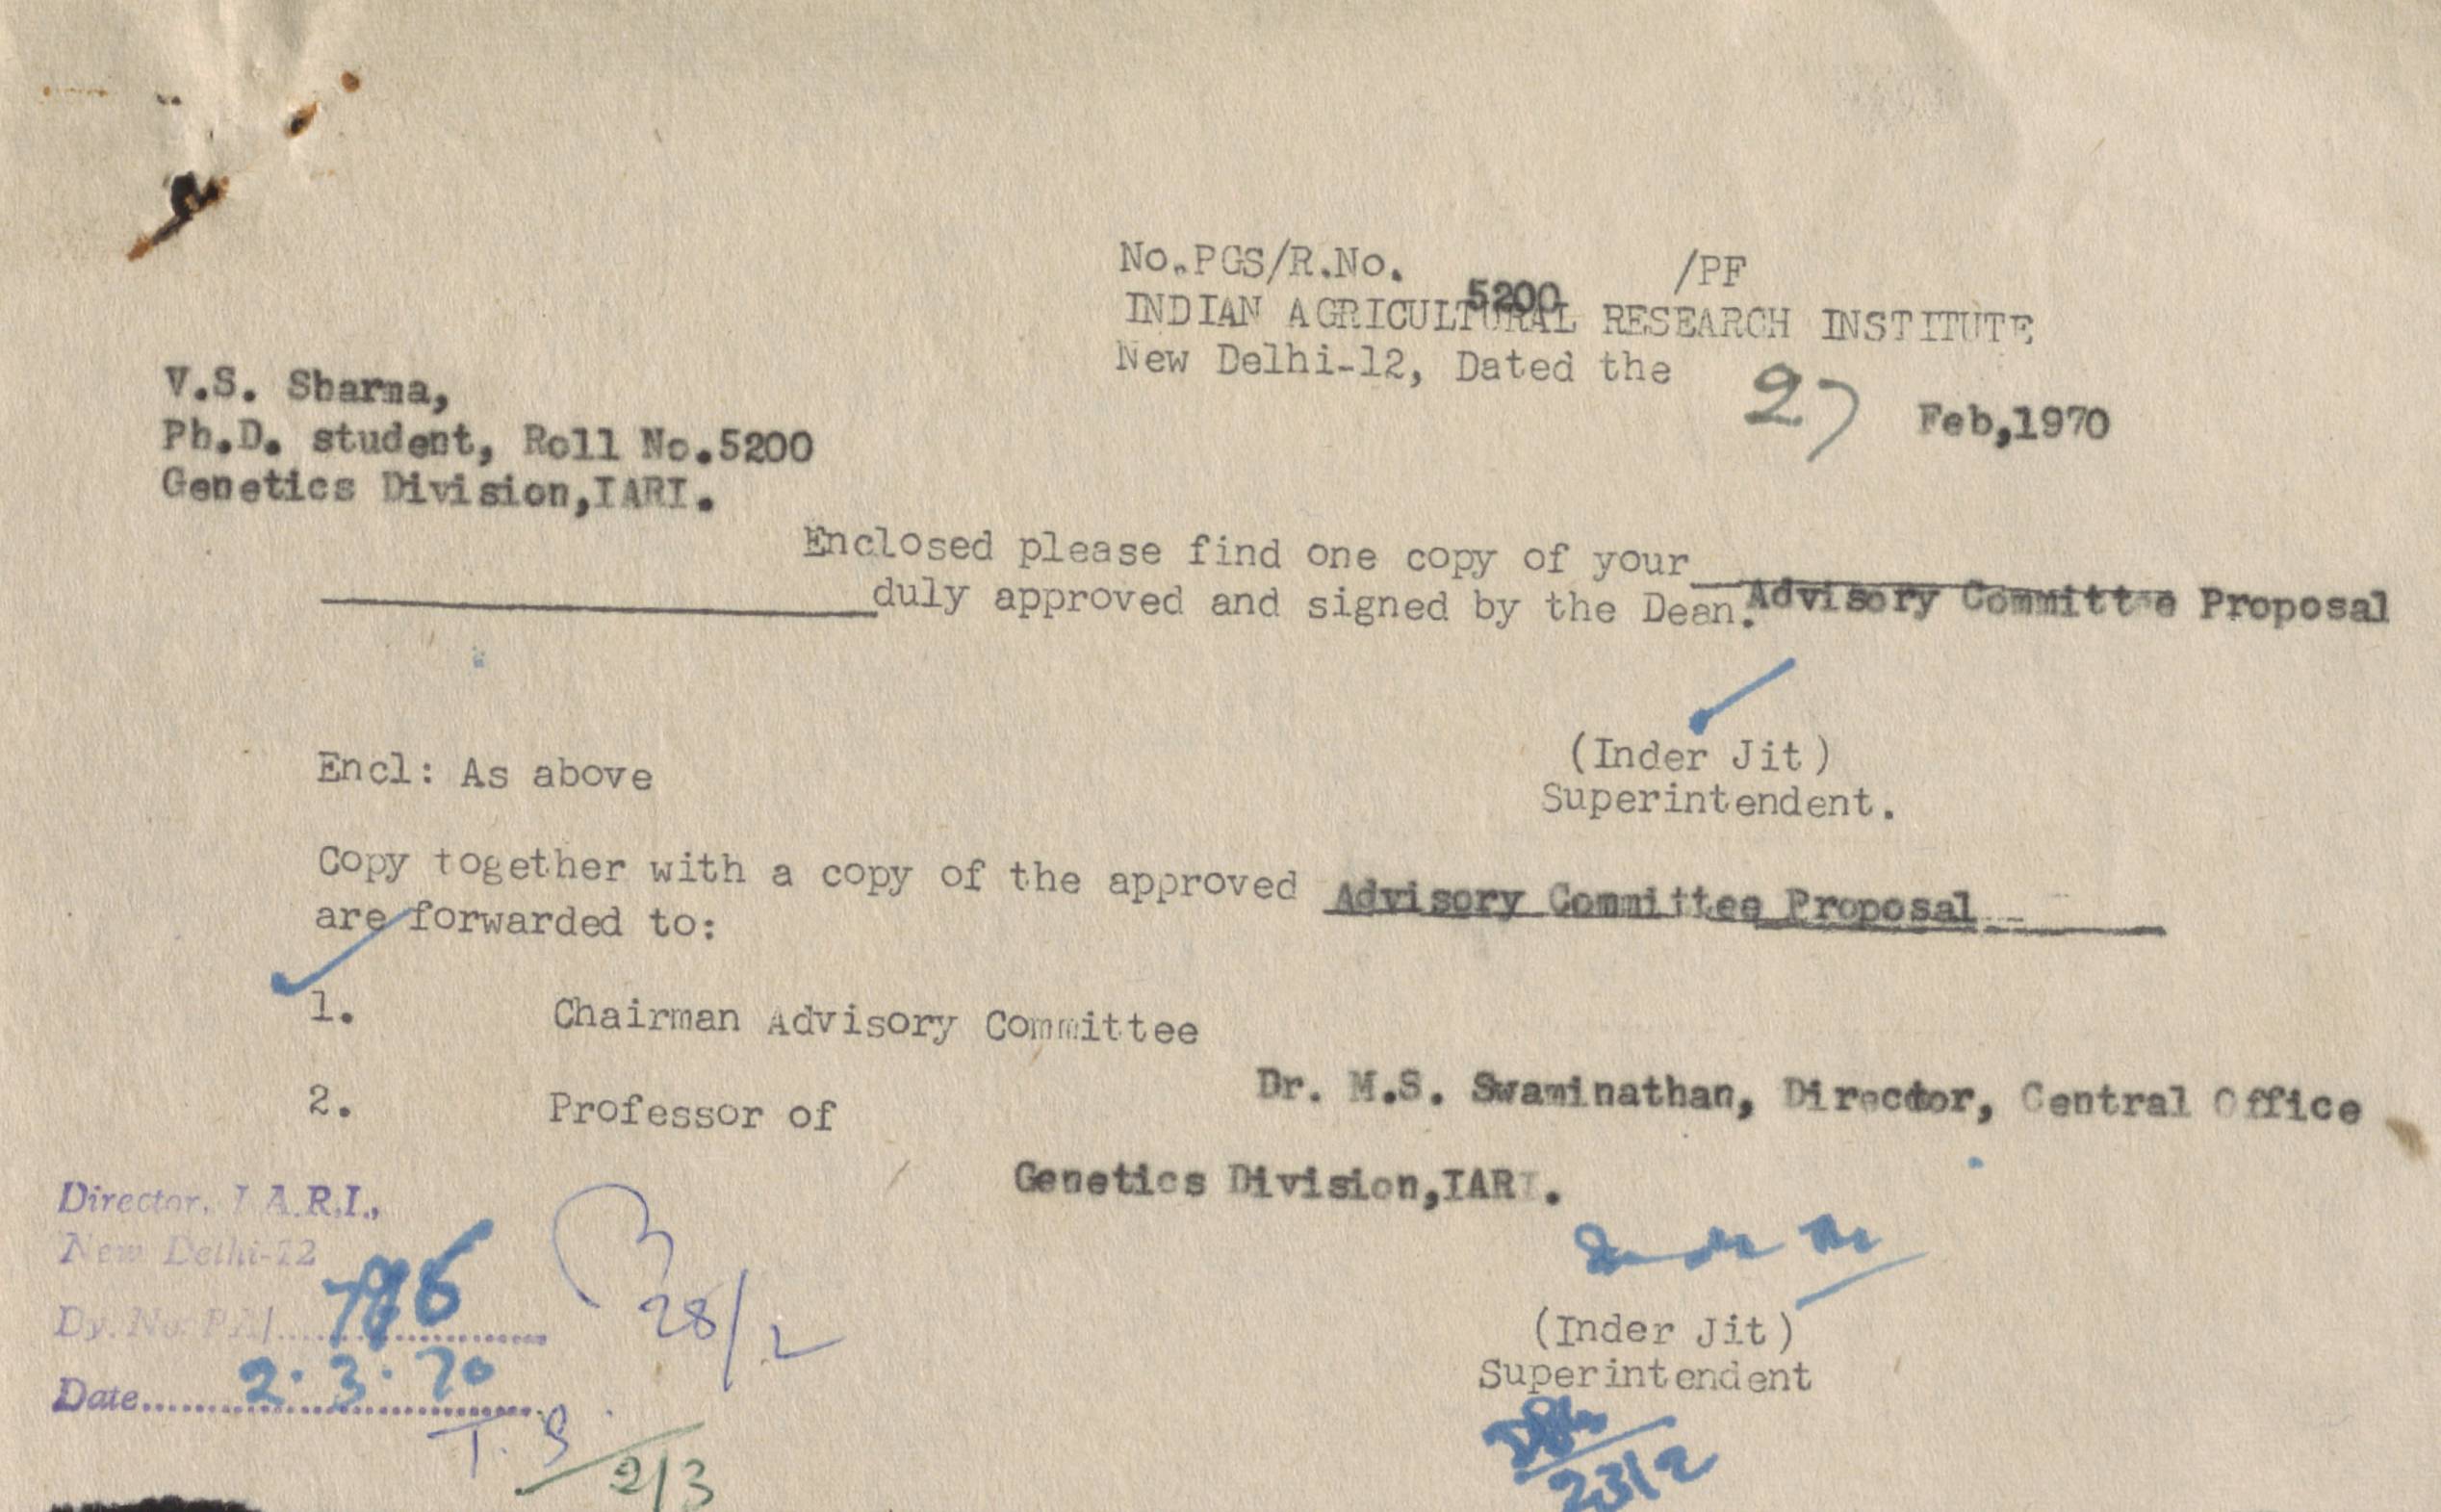 No.PGS/R.No. 5200 /PF
INDIAN AGRICULTURAL RESEARCH INSTITUTE
New Delhi-12, Dated the 27 Feb,1970
V.S. Sharma,
Ph.D. student, Roll No.5200
Genetics Division,IARI.
Enclosed please find one copy of your Advisory Committee Proposal
duly approved and signed by the Dean.
(Inder Jit)
Superintendent.
Encl: As above
Copy together with a copy of the approved Advisory Committee Proposal
are forwarded to:
1. Chairman Advisory Committee
Dr. M.S. Swaminathan, Director, Central Office
2. Professor of
Genetics Division,IARI.
Director, I.A.R.I.,
New Delhi-12
Dy. No. PA/
Date 2.3.70
28/2
(Inder Jit)
Superintendent
23/2
T.S.
2/3